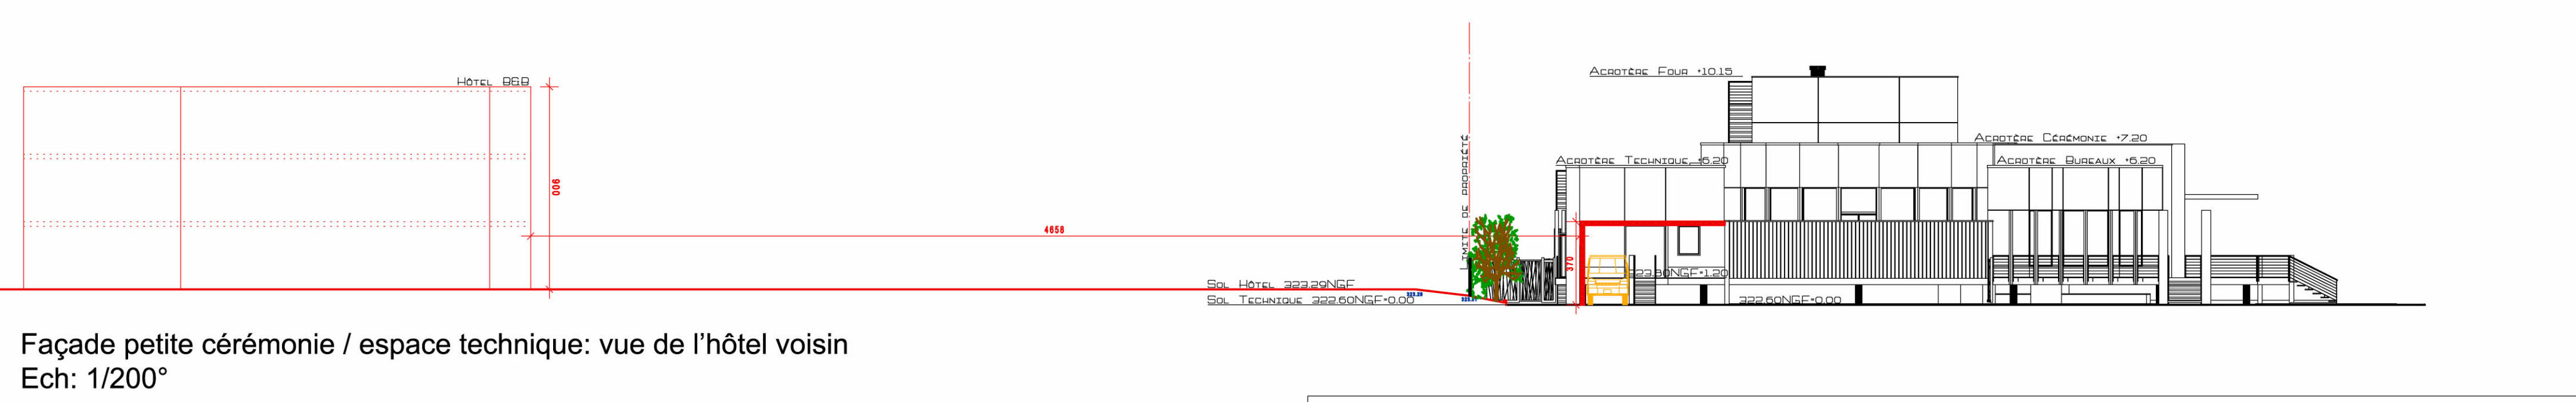 HÔTEL B&B
900
4658
LIMITE DE PROPRIÉTÉ
ACROTÈRE FOUR +10.15
ACROTÈRE CÉRÉMONIE +7.20
ACROTÈRE TECHNIQUE +6.20
ACROTÈRE BUREAUX +6.20
370
323.80NGF=1.20
SOL HÔTEL 323.29NGF
323.29
SOL TECHNIQUE 322.60NGF=0.00
322.60NGF=0.00
Façade petite cérémonie / espace technique: vue de l'hôtel voisin
Ech: 1/200°